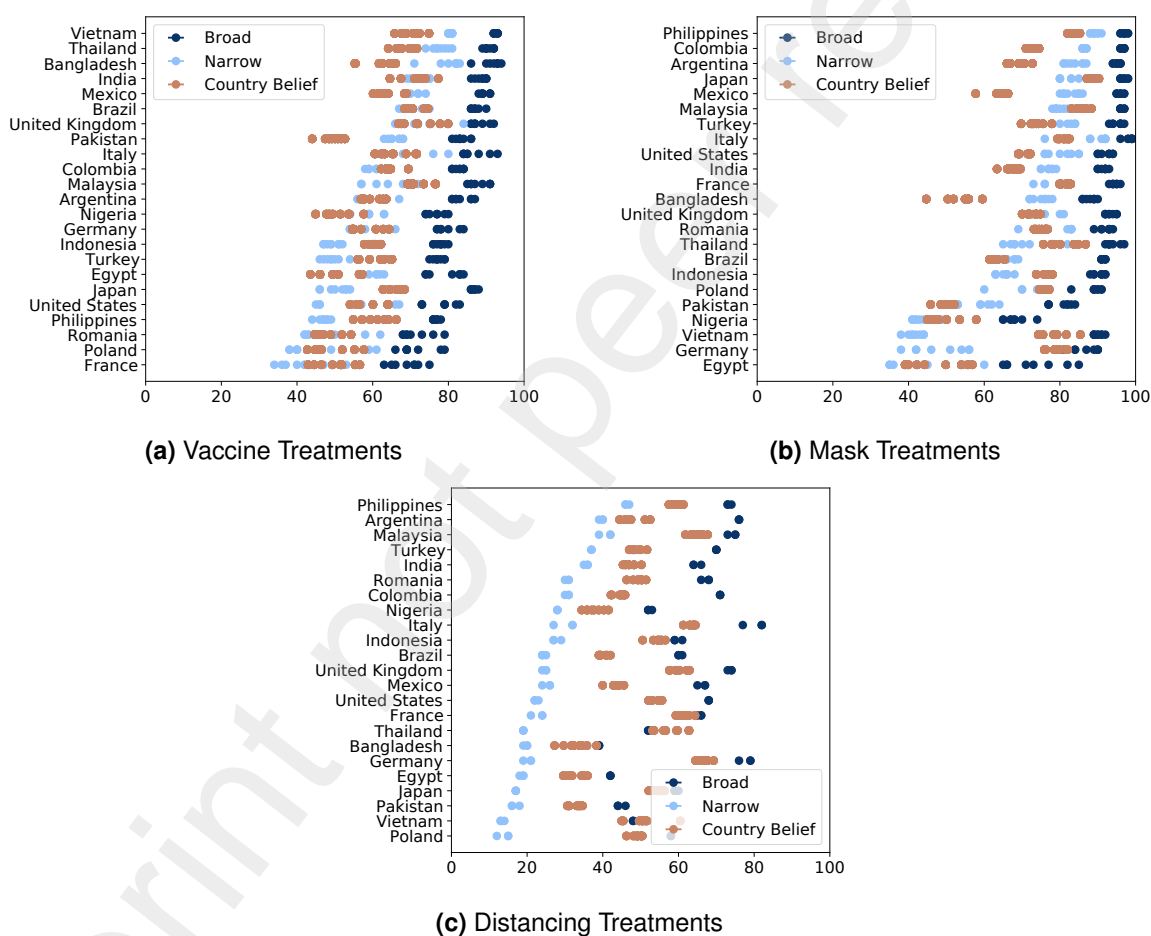 Vietnam
Thailand
Bangladesh
India
Mexico
Brazil
United Kingdom
Pakistan
Italy
Colombia
Malaysia
Argentina
Nigeria
Germany
Indonesia
Turkey
Egypt
Japan
United States
Philippines
Romania
Poland
France
Broad
Narrow
Country Belief
0 20 40 60 80 100
(a) Vaccine Treatments
Philippines
Colombia
Argentina
Japan
Mexico
Malaysia
Turkey
Italy
United States
India
France
Bangladesh
United Kingdom
Romania
Thailand
Brazil
Indonesia
Poland
Pakistan
Nigeria
Vietnam
Germany
Egypt
Broad
Narrow
Country Belief
0 20 40 60 80 100
(b) Mask Treatments
Philippines
Argentina
Malaysia
Turkey
India
Romania
Colombia
Nigeria
Italy
Indonesia
Brazil
United Kingdom
Mexico
United States
France
Thailand
Bangladesh
Germany
Egypt
Japan
Pakistan
Vietnam
Poland
Broad
Narrow
Country Belief
0 20 40 60 80 100
(c) Distancing Treatments
rint not peer re